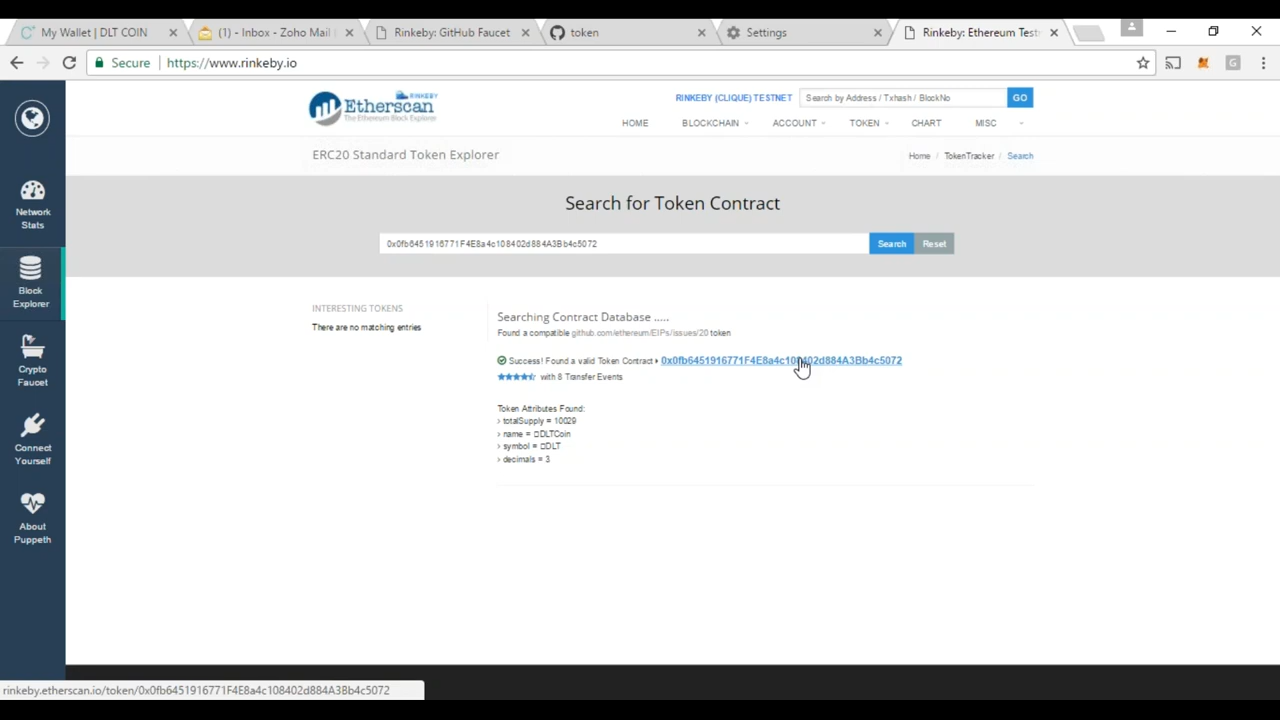 My Wallet | DLT COIN
(1) - Inbox - Zoho Mail
Rinkeby: GitHub Faucet
token
Settings
Rinkeby: Ethereum Test
Secure
https://www.rinkeby.io
G
RINKEBY
Etherscan
The Ethereum Block Explorer
RINKEBY (CLIQUE) TESTNET
Search by Address / Txhash / BlockNo
GO
HOME
BLOCKCHAIN
ACCOUNT
TOKEN
CHART
MISC
ERC20 Standard Token Explorer
Home / TokenTracker / Search
Network
Stats
Block
Explorer
Crypto
Faucet
Connect
Yourself
About
Puppeth
Search for Token Contract
0x0fb6451916771F4E8a4c108402d884A3Bb4c5072
Search
Reset
INTERESTING TOKENS
There are no matching entries
Searching Contract Database .....
Found a compatible github.com/ethereum/EIPs/issues/20 token
Success! Found a valid Token Contract 0x0fb6451916771F4E8a4c108402d884A3Bb4c5072
with 8 Transfer Events
Token Attributes Found:
› totalSupply = 10029
› name = □DLTCoin
› symbol = □DLT
› decimals = 3
rinkeby.etherscan.io/token/0x0fb6451916771F4E8a4c108402d884A3Bb4c5072